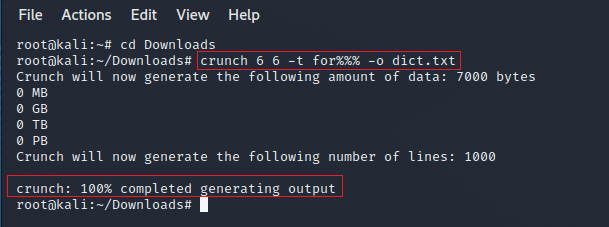 File Actions Edit View Help
root@kali:~# cd Downloads
root@kali:~/Downloads# crunch 6 6 -t for%%% -o dict.txt
Crunch will now generate the following amount of data: 7000 bytes
0 MB
0 GB
0 TB
0 PB
Crunch will now generate the following number of lines: 1000
crunch: 100% completed generating output
root@kali:~/Downloads#